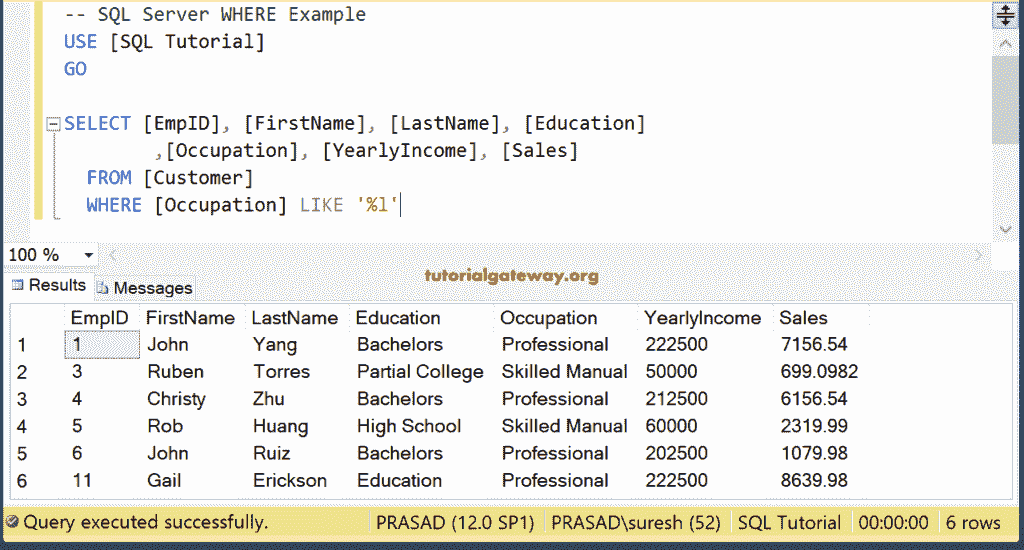 -- SQL Server WHERE Example
USE [SQL Tutorial]
GO
SELECT [EmpID], [FirstName], [LastName], [Education]
,[Occupation], [YearlyIncome], [Sales]
FROM [Customer]
WHERE [Occupation] LIKE '%l'
100 %
tutorialgateway.org
Results Messages
EmpID FirstName LastName Education Occupation YearlyIncome Sales
1 1 John Yang Bachelors Professional 222500 7156.54
2 3 Ruben Torres Partial College Skilled Manual 50000 699.0982
3 4 Christy Zhu Bachelors Professional 212500 6156.54
4 5 Rob Huang High School Skilled Manual 60000 2319.99
5 6 John Ruiz Bachelors Professional 202500 1079.98
6 11 Gail Erickson Education Professional 222500 8639.98
Query executed successfully. PRASAD (12.0 SP1) PRASAD\suresh (52) SQL Tutorial 00:00:00 6 rows